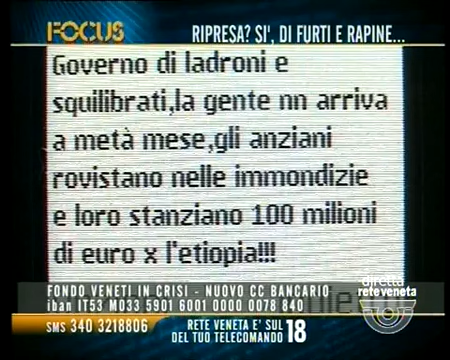 FOCUS
RIPRESA? SI', DI FURTI E RAPINE...
Governo di ladroni e
squilibrati,la gente nn arriva
a metà mese,gli anziani
rovistano nelle immondizie
e loro stanziano 100 milioni
di euro x l'etiopia!!!
diretta
reteveneta
FONDO VENETI IN CRISI - NUOVO CC BANCARIO
iban IT53 M033 5901 6001 0000 0078 840
SMS 340 3218806
RETE VENETA E' SUL
DEL TUO TELECOMANDO 18